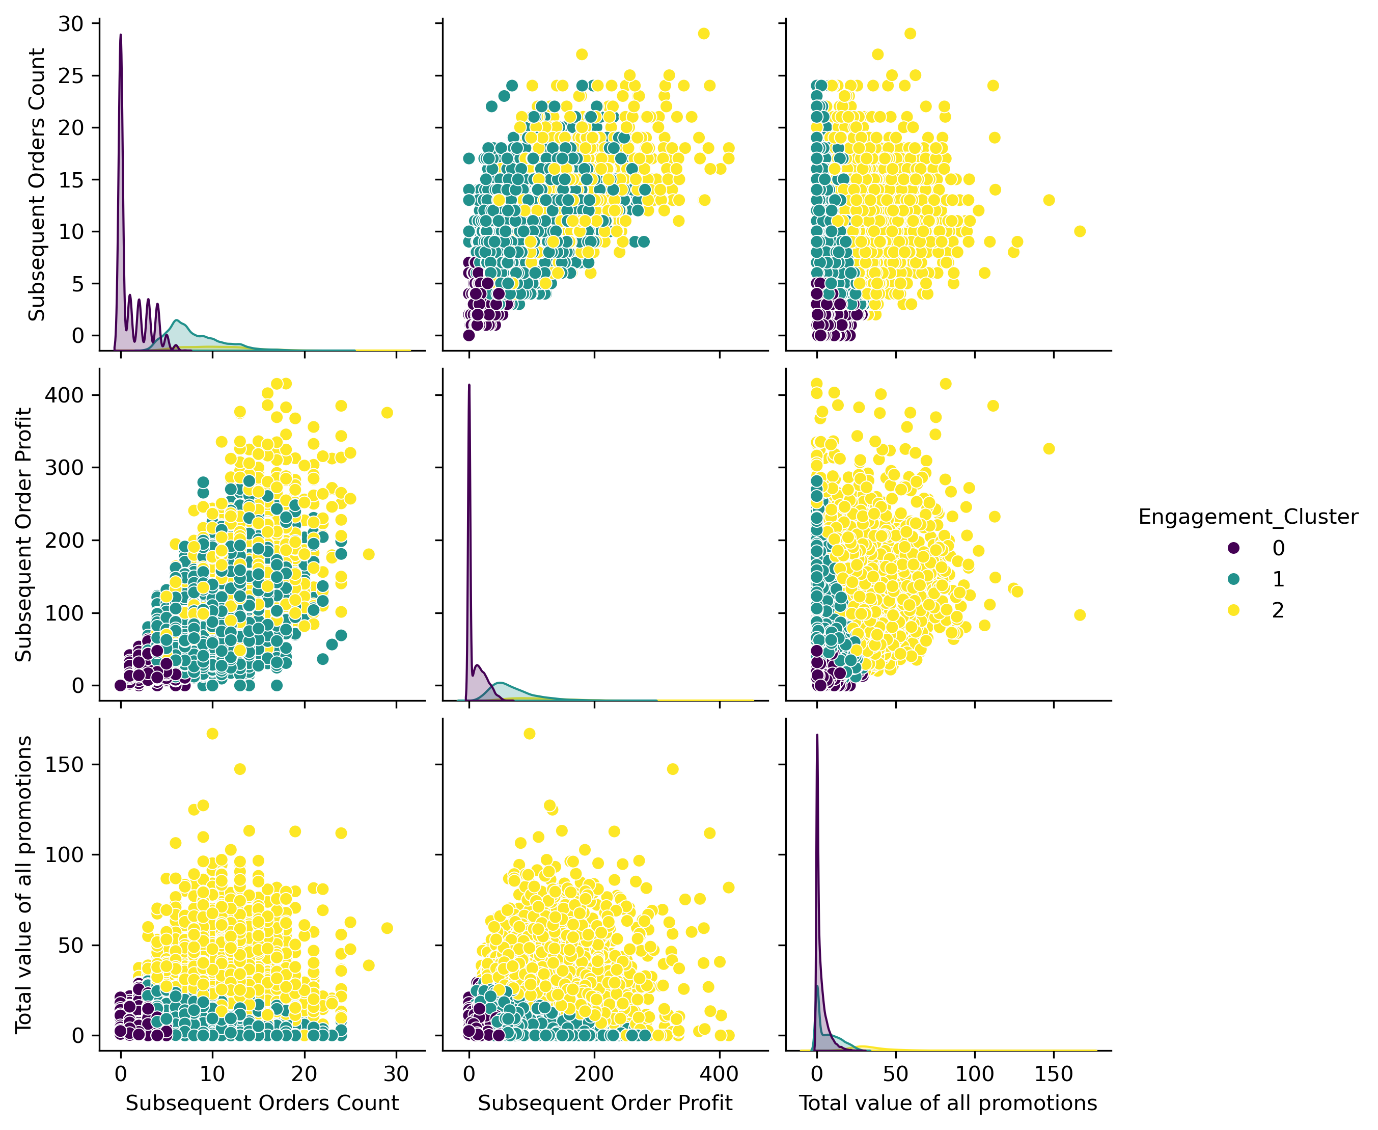 30
25
20
15
10
5
0
Subsequent Orders Count
400
300
200
100
0
Subsequent Order Profit
Engagement_Cluster
0
1
2
150
100
50
0
Total value of all promotions
0 10 20 30
0 200 400
0 50 100 150
Subsequent Orders Count
Subsequent Order Profit
Total value of all promotions